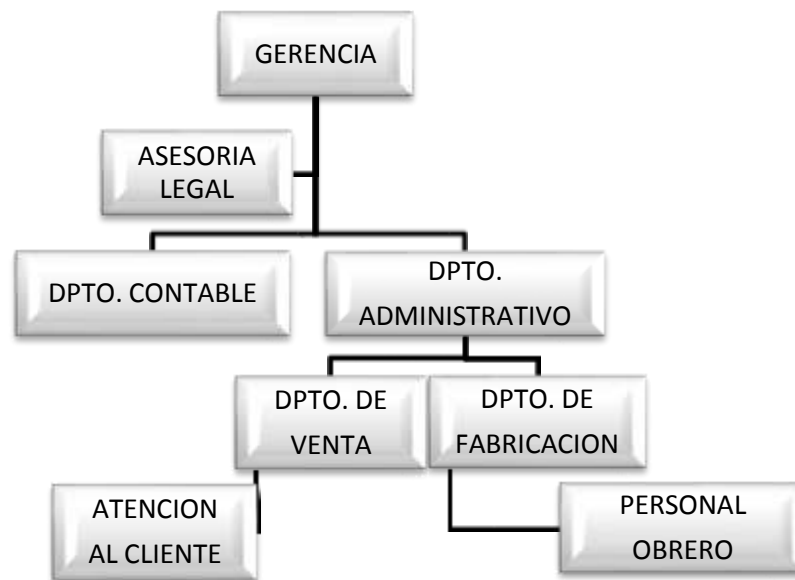 GERENCIA
ASESORIA
LEGAL
DPTO. CONTABLE
DPTO.
ADMINISTRATIVO
DPTO. DE
VENTA
DPTO. DE
FABRICACION
ATENCION
AL CLIENTE
PERSONAL
OBRERO